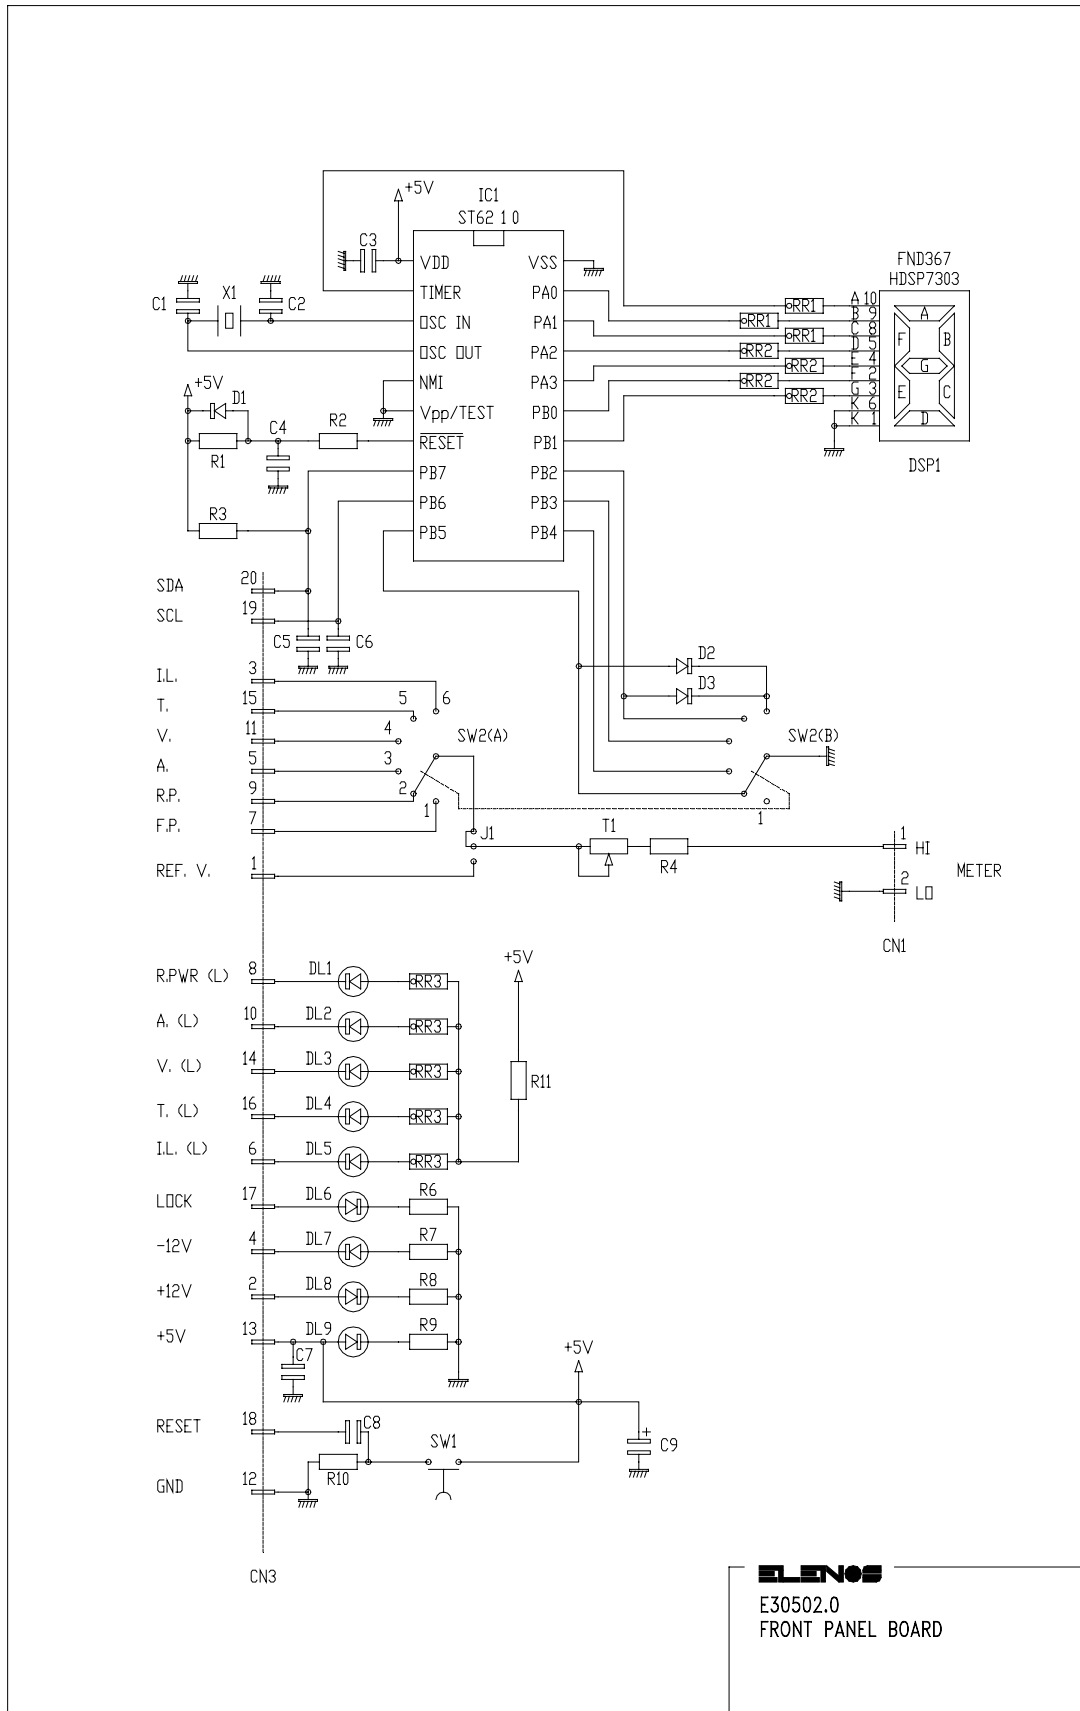 +5V
IC1
ST62 1 0
C3
VDD
VSS
TIMER
PA0
OSC IN
PA1
OSC OUT
PA2
NMI
PA3
Vpp/TEST
PB0
RESET
PB1
PB7
PB2
PB6
PB3
PB5
PB4
C1
X1
C2
+5V
D1
C4
R2
R1
R3
FND367
HDSP7303
RR1
RR1
RR1
RR2
RR2
RR2
RR2
A 10
B 9
C 8
D 5
E 4
F 2
G 3
K 6
K 1
A
F
B
G
E
C
D
DSP1
SDA
20
SCL
19
C5
C6
I.L.
3
T.
15
V.
11
A.
5
R.P.
9
F.P.
7
REF. V.
1
5
6
4
3
2
1
SW2(A)
D2
D3
SW2(B)
1
J1
T1
R4
1
HI
2
LO
METER
CN1
R.PWR (L)
8
DL1
RR3
A. (L)
10
DL2
RR3
V. (L)
14
DL3
RR3
T. (L)
16
DL4
RR3
I.L. (L)
6
DL5
RR3
+5V
R11
LOCK
17
DL6
R6
-12V
4
DL7
R7
+12V
2
DL8
R8
+5V
13
DL9
R9
C7
+5V
RESET
18
C8
SW1
+
C9
R10
GND
12
CN3
ELENOS
E30502.0
FRONT PANEL BOARD